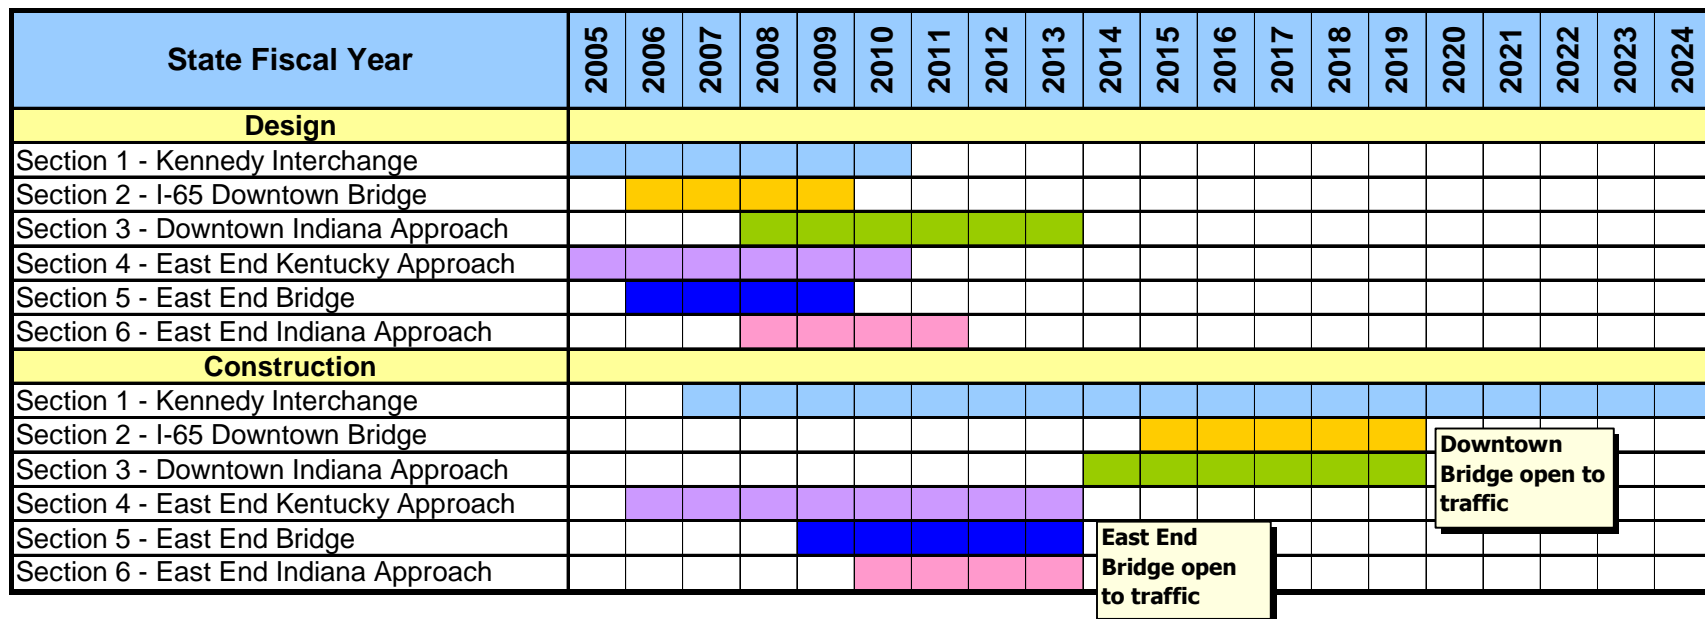 State Fiscal Year 2005 2006 2007 2008 2009 2010 2011 2012 2013 2014 2015 2016 2017 2018 2019 2020 2021 2022 2023 2024
Design
Section 1 - Kennedy Interchange
Section 2 - I-65 Downtown Bridge
Section 3 - Downtown Indiana Approach
Section 4 - East End Kentucky Approach
Section 5 - East End Bridge
Section 6 - East End Indiana Approach
Construction
Section 1 - Kennedy Interchange
Section 2 - I-65 Downtown Bridge
Section 3 - Downtown Indiana Approach
Section 4 - East End Kentucky Approach
Section 5 - East End Bridge
Section 6 - East End Indiana Approach
Downtown
Bridge open to
traffic
East End
Bridge open
to traffic